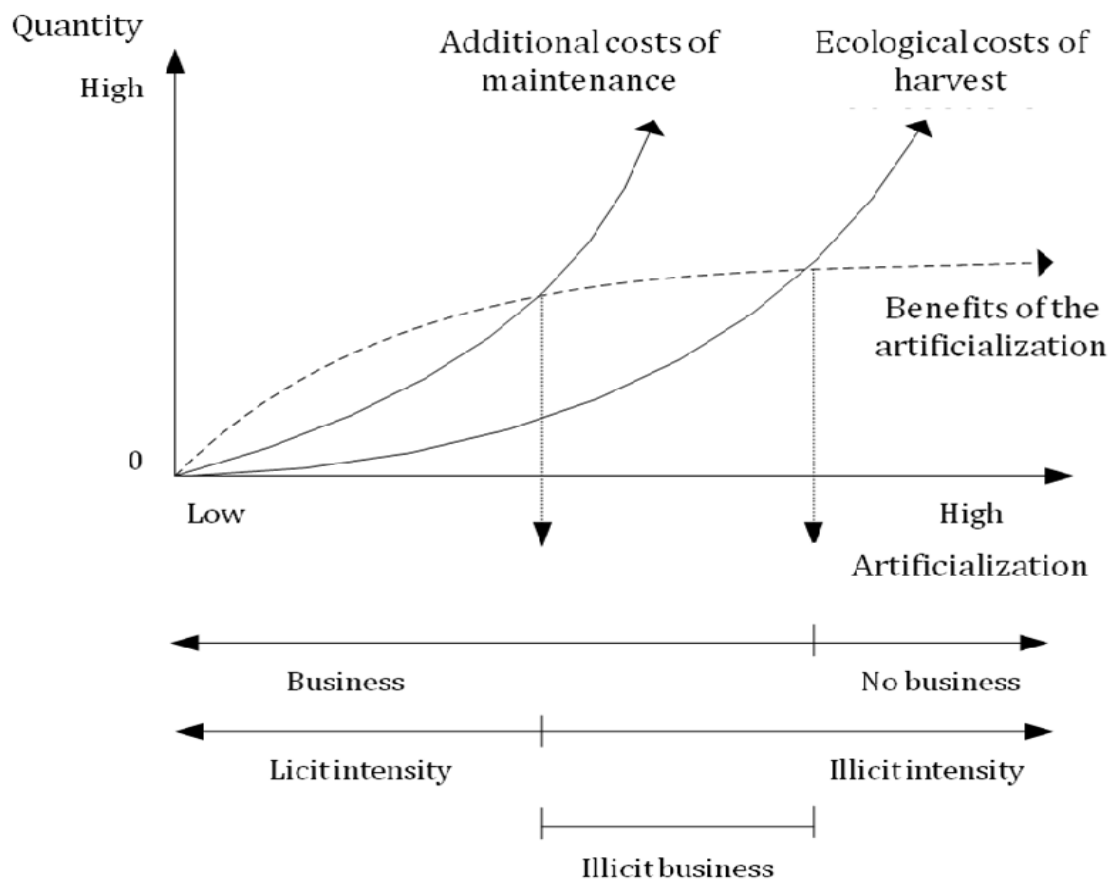 Quantity
High
Additional costs of
maintenance
Ecological costs of
harvest
Benefits of the
artificialization
0
Low
High
Artificialization
Business
No business
Licit intensity
Illicit intensity
Illicit business